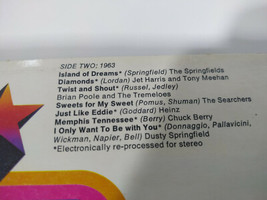 SIDE TWO: 1963
Island of Dreams* (Springfield) The Springfields
Diamonds* (Lordan) Jet Harris and Tony Meehan
Twist and Shout* (Russel, Jedley)
Brian Poole and The Tremeloes
Sweets for My Sweet (Pomus, Shuman) The Searchers
Just Like Eddie* (Goddard) Heinz
Memphis Tennessee* (Berry) Chuck Berry
I Only Want To Be with You* (Donnaggio, Pallavicini,
Wickman, Napier, Bell) Dusty Springfield
*Electronically re-processed for stereo